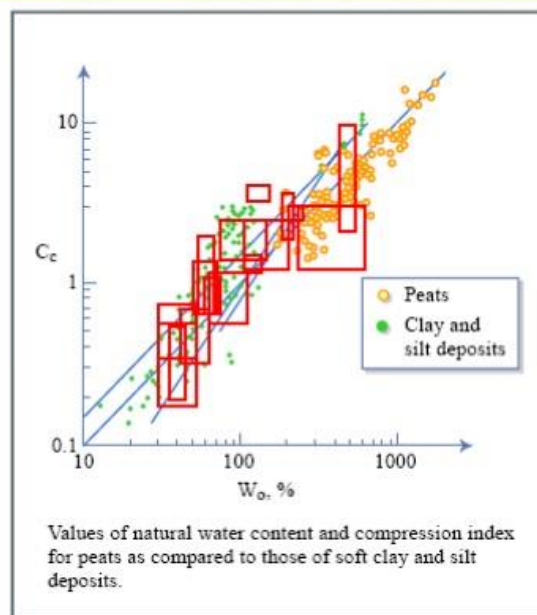 10
Cc
1
Peats
Clay and
silt deposits
0.1
10
100
1000
Wo, %
Values of natural water content and compression index
for peats as compared to those of soft clay and silt
deposits.